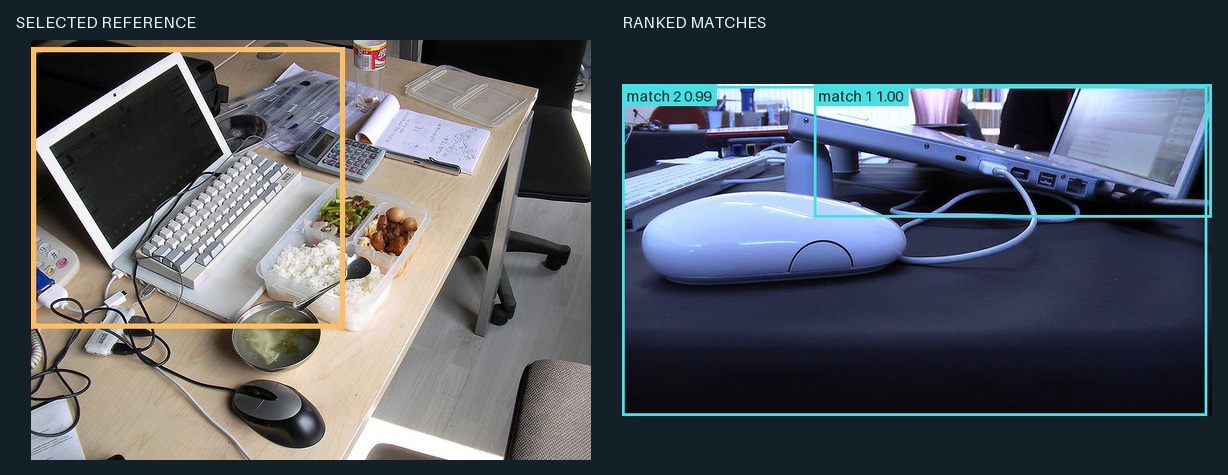 SELECTED REFERENCE
RANKED MATCHES
match 2 0.99
match 1 1.00